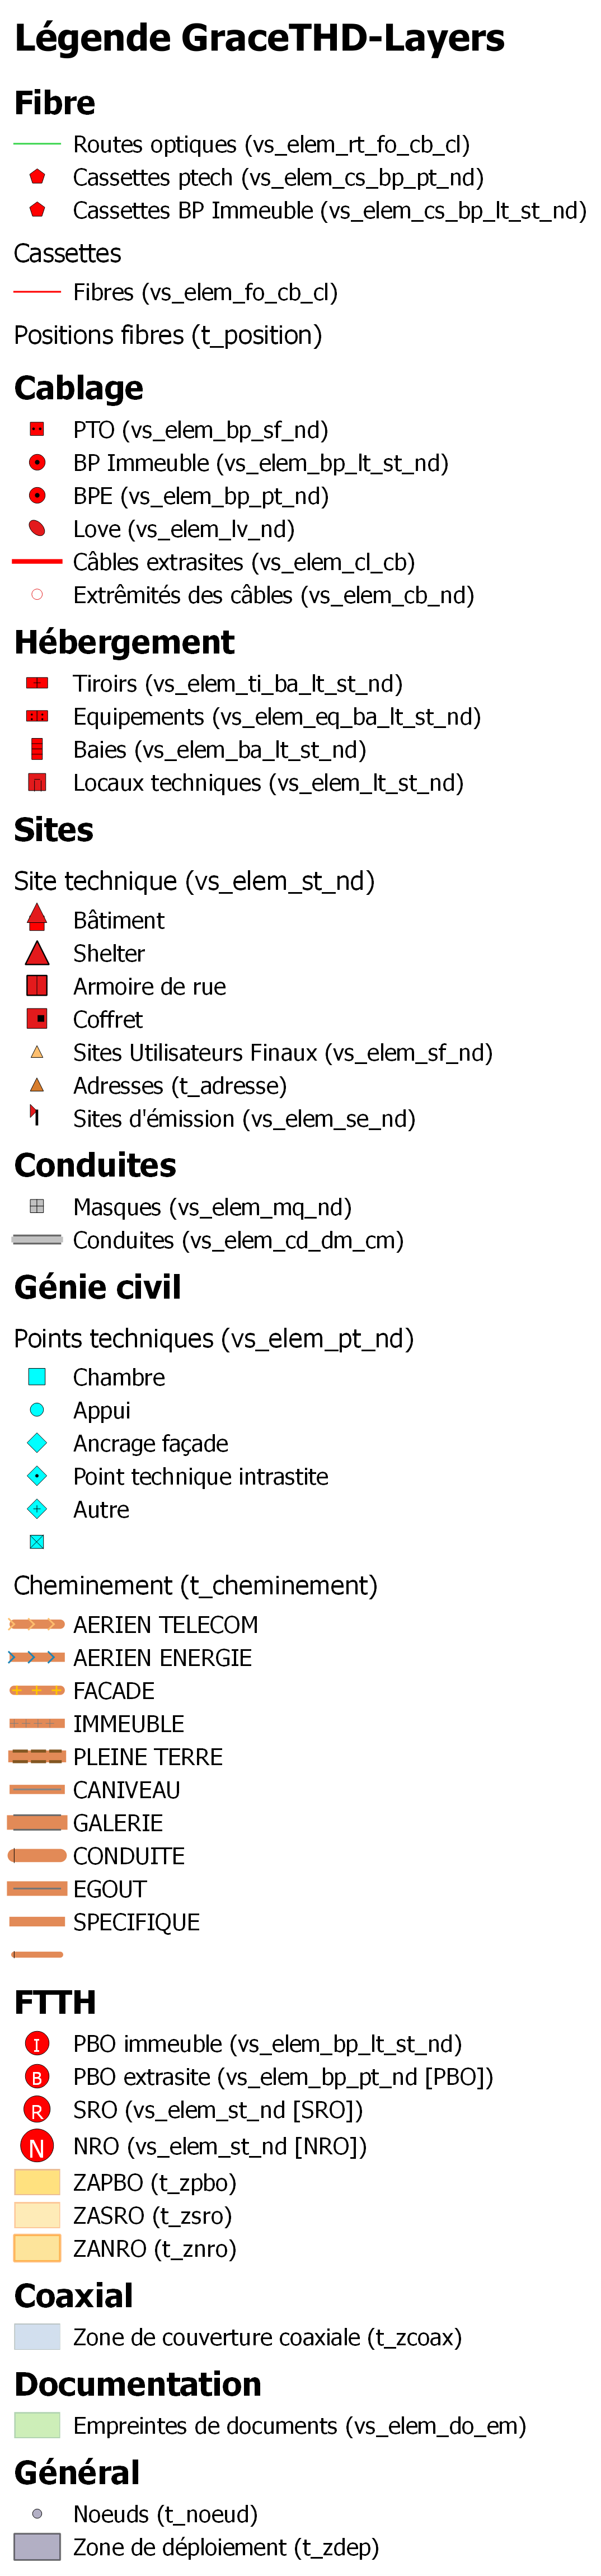 Légende GraceTHD-Layers
Fibre
Routes optiques (vs_elem_rt_fo_cb_cl)
Cassettes ptech (vs_elem_cs_bp_pt_nd)
Cassettes BP Immeuble (vs_elem_cs_bp_lt_st_nd)
Cassettes
Fibres (vs_elem_fo_cb_cl)
Positions fibres (t_position)
Cablage
PTO (vs_elem_bp_sf_nd)
BP Immeuble (vs_elem_bp_lt_st_nd)
BPE (vs_elem_bp_pt_nd)
Love (vs_elem_lv_nd)
Câbles extrasites (vs_elem_cl_cb)
Extrêmités des câbles (vs_elem_cb_nd)
Hébergement
Tiroirs (vs_elem_ti_ba_lt_st_nd)
Equipements (vs_elem_eq_ba_lt_st_nd)
Baies (vs_elem_ba_lt_st_nd)
Locaux techniques (vs_elem_lt_st_nd)
Sites
Site technique (vs_elem_st_nd)
Bâtiment
Shelter
Armoire de rue
Coffret
Sites Utilisateurs Finaux (vs_elem_sf_nd)
Adresses (t_adresse)
Sites d'émission (vs_elem_se_nd)
Conduites
Masques (vs_elem_mq_nd)
Conduites (vs_elem_cd_dm_cm)
Génie civil
Points techniques (vs_elem_pt_nd)
Chambre
Appui
Ancrage façade
Point technique intrastite
Autre
Cheminement (t_cheminement)
AERIEN TELECOM
AERIEN ENERGIE
FACADE
IMMEUBLE
PLEINE TERRE
CANIVEAU
GALERIE
CONDUITE
EGOUT
SPECIFIQUE
FTTH
I PBO immeuble (vs_elem_bp_lt_st_nd)
B PBO extrasite (vs_elem_bp_pt_nd [PBO])
R SRO (vs_elem_st_nd [SRO])
N NRO (vs_elem_st_nd [NRO])
ZAPBO (t_zpbo)
ZASRO (t_zsro)
ZANRO (t_znro)
Coaxial
Zone de couverture coaxiale (t_zcoax)
Documentation
Empreintes de documents (vs_elem_do_em)
Général
Noeuds (t_noeud)
Zone de déploiement (t_zdep)